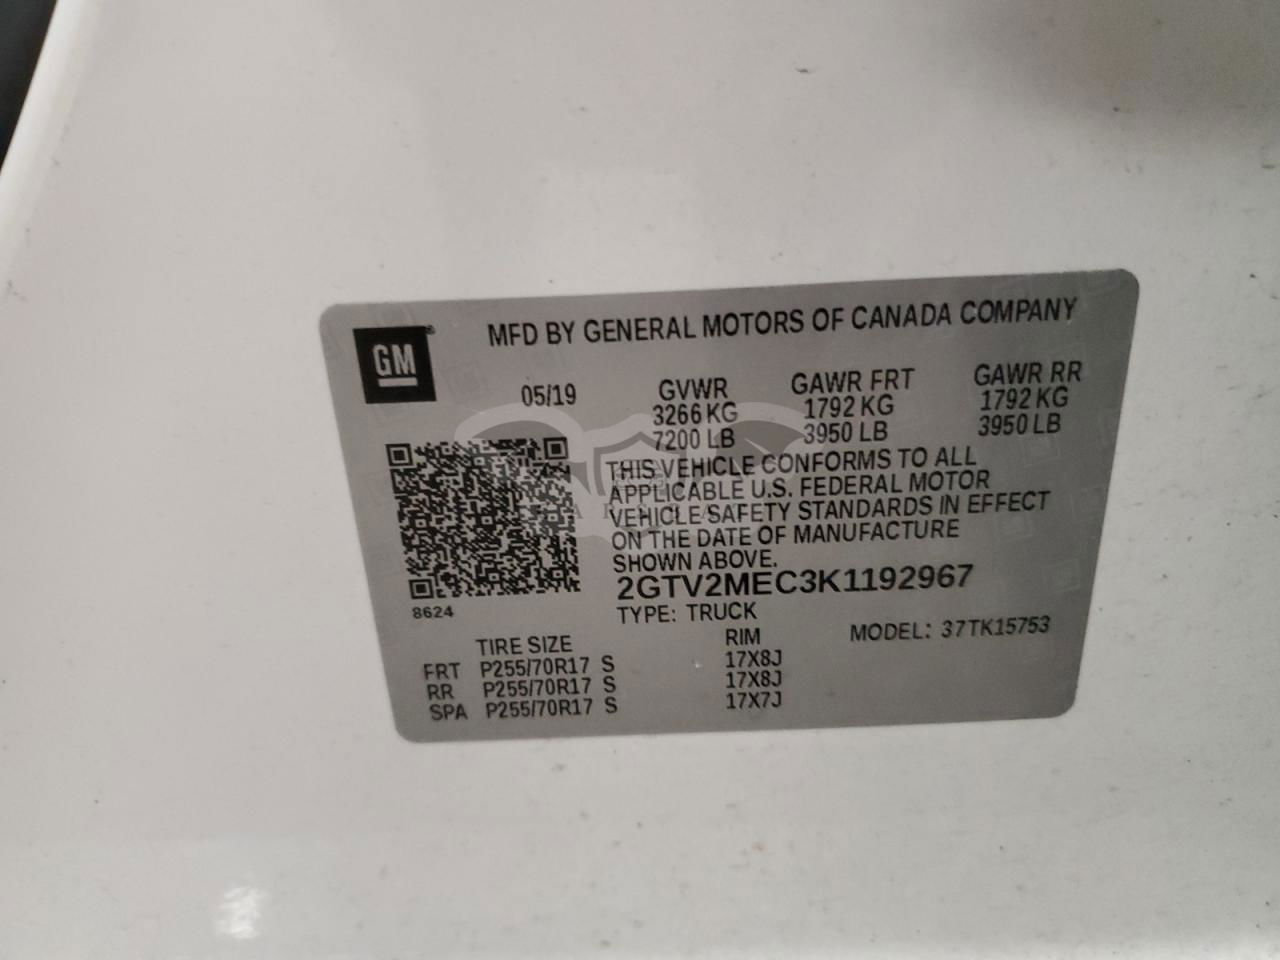 GM
MFD BY GENERAL MOTORS OF CANADA COMPANY
05/19 GVWR GAWR FRT GAWR RR
3266 KG 1792 KG 1792 KG
7200 LB 3950 LB 3950 LB
THIS VEHICLE CONFORMS TO ALL
APPLICABLE U.S. FEDERAL MOTOR
VEHICLE SAFETY STANDARDS IN EFFECT
ON THE DATE OF MANUFACTURE
SHOWN ABOVE.
2GTV2MEC3K1192967
8624
TYPE: TRUCK
TIRE SIZE RIM MODEL: 37TK15753
FRT P255/70R17 S 17X8J
RR P255/70R17 S 17X8J
SPA P255/70R17 S 17X7J